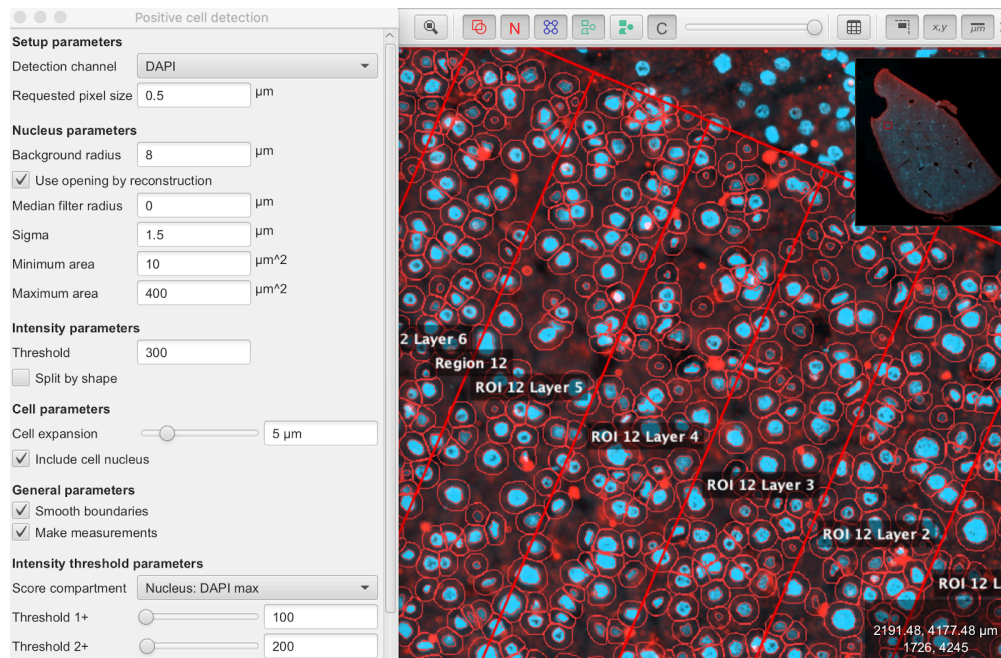 Positive cell detection
Setup parameters
Detection channel DAPI
Requested pixel size 0.5 µm
Nucleus parameters
Background radius 8 µm
Use opening by reconstruction
Median filter radius 0 µm
Sigma 1.5 µm
Minimum area 10 µm^2
Maximum area 400 µm^2
Intensity parameters
Threshold 300
Split by shape
Cell parameters
Cell expansion 5 µm
Include cell nucleus
General parameters
Smooth boundaries
Make measurements
Intensity threshold parameters
Score compartment Nucleus: DAPI max
Threshold 1+ 100
Threshold 2+ 200
N C x,y µm
2 Layer 6
Region 12
ROI 12 Layer 5
ROI 12 Layer 4
ROI 12 Layer 3
ROI 12 Layer 2
ROI 12 L
2191.48, 4177.48 µm
1726, 4245